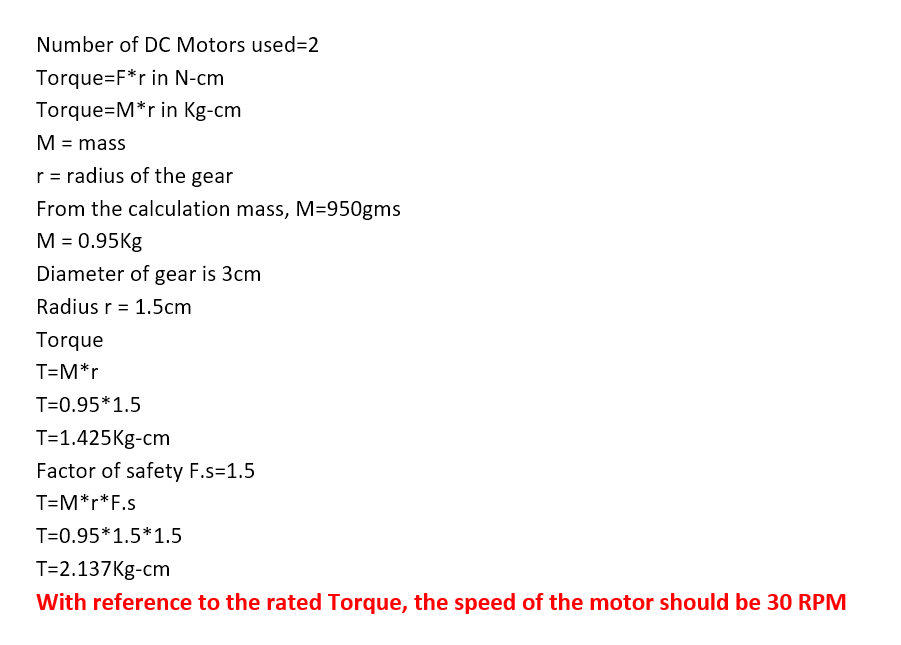 Number of DC Motors used=2
Torque=F*r in N-cm
Torque=M*r in Kg-cm
M = mass
r = radius of the gear
From the calculation mass, M=950gms
M = 0.95Kg
Diameter of gear is 3cm
Radius r = 1.5cm
Torque
T=M*r
T=0.95*1.5
T=1.425Kg-cm
Factor of safety F.s=1.5
T=M*r*F.s
T=0.95*1.5*1.5
T=2.137Kg-cm
With reference to the rated Torque, the speed of the motor should be 30 RPM